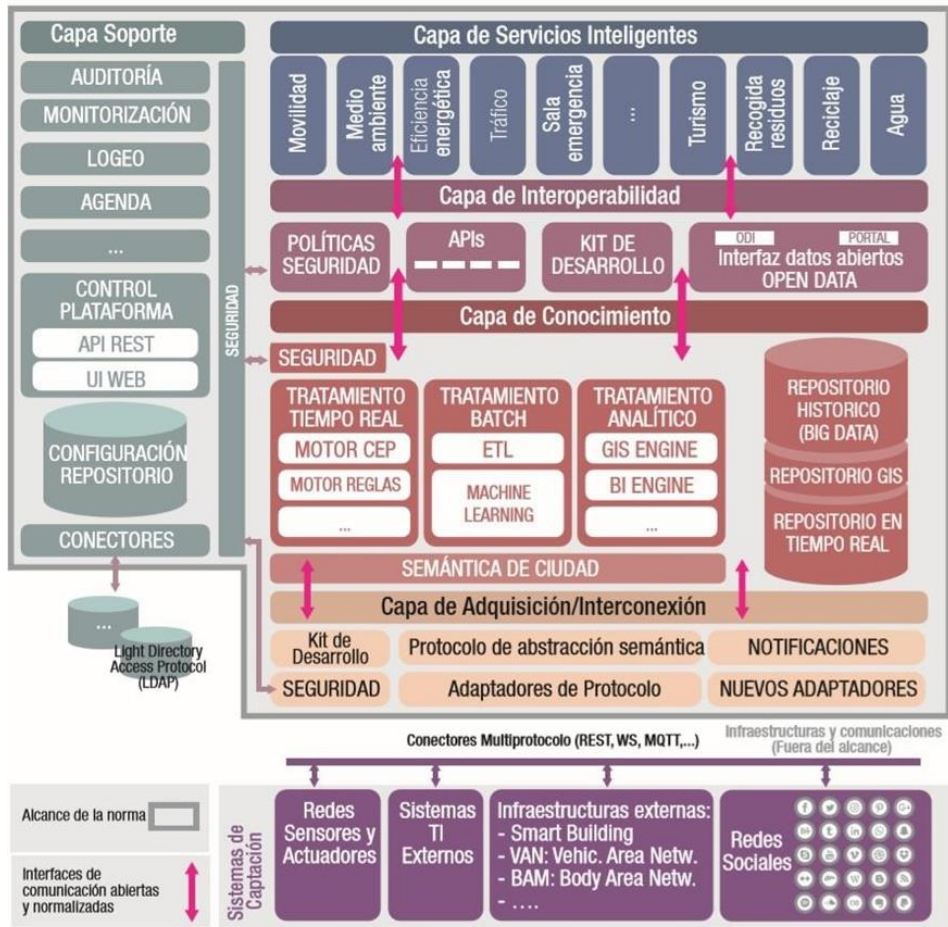 Capa Soporte
AUDITORÍA
MONITORIZACIÓN
LOGEO
AGENDA
...
CONTROL
PLATAFORMA
API REST
UI WEB
CONFIGURACIÓN
REPOSITORIO
CONECTORES
SEGURIDAD
...
Light Directory
Access Protocol
(LDAP)
Capa de Servicios Inteligentes
Movilidad
Medio
ambiente
Eficiencia
energética
Tráfico
Sala
emergencia
...
Turismo
Recogida
residuos
Reciclaje
Agua
Capa de Interoperabilidad
POLÍTICAS
SEGURIDAD
APIs
KIT DE
DESARROLLO
ODI
PORTAL
Interfaz datos abiertos
OPEN DATA
Capa de Conocimiento
SEGURIDAD
TRATAMIENTO
TIEMPO REAL
MOTOR CEP
MOTOR REGLAS
...
TRATAMIENTO
BATCH
ETL
MACHINE
LEARNING
TRATAMIENTO
ANALÍTICO
GIS ENGINE
BI ENGINE
...
REPOSITORIO
HISTORICO
(BIG DATA)
REPOSITORIO GIS
REPOSITORIO EN
TIEMPO REAL
SEMÁNTICA DE CIUDAD
Capa de Adquisición/Interconexión
Kit de
Desarrollo
Protocolo de abstracción semántica
NOTIFICACIONES
SEGURIDAD
Adaptadores de Protocolo
NUEVOS ADAPTADORES
Conectores Multiprotocolo (REST, WS, MQTT,...)
Infraestructuras y comunicaciones
(Fuera del alcance)
Alcance de la norma
Interfaces de
comunicación abiertas
y normalizadas
Sistemas de
Captación
Redes
Sensores y
Actuadores
Sistemas
TI
Externos
Infraestructuras externas:
- Smart Building
- VAN: Vehic. Area Netw.
- BAM: Body Area Netw.
- ....
Redes
Sociales